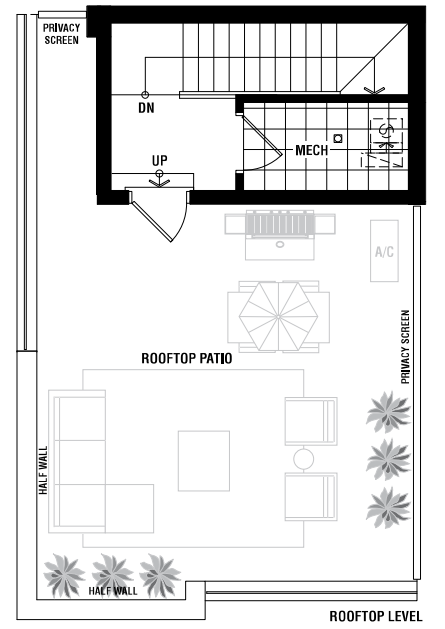 PRIVACY
SCREEN
DN
UP
MECH
A/C
PRIVACY SCREEN
ROOFTOP PATIO
HALF WALL
HALF WALL
ROOFTOP LEVEL